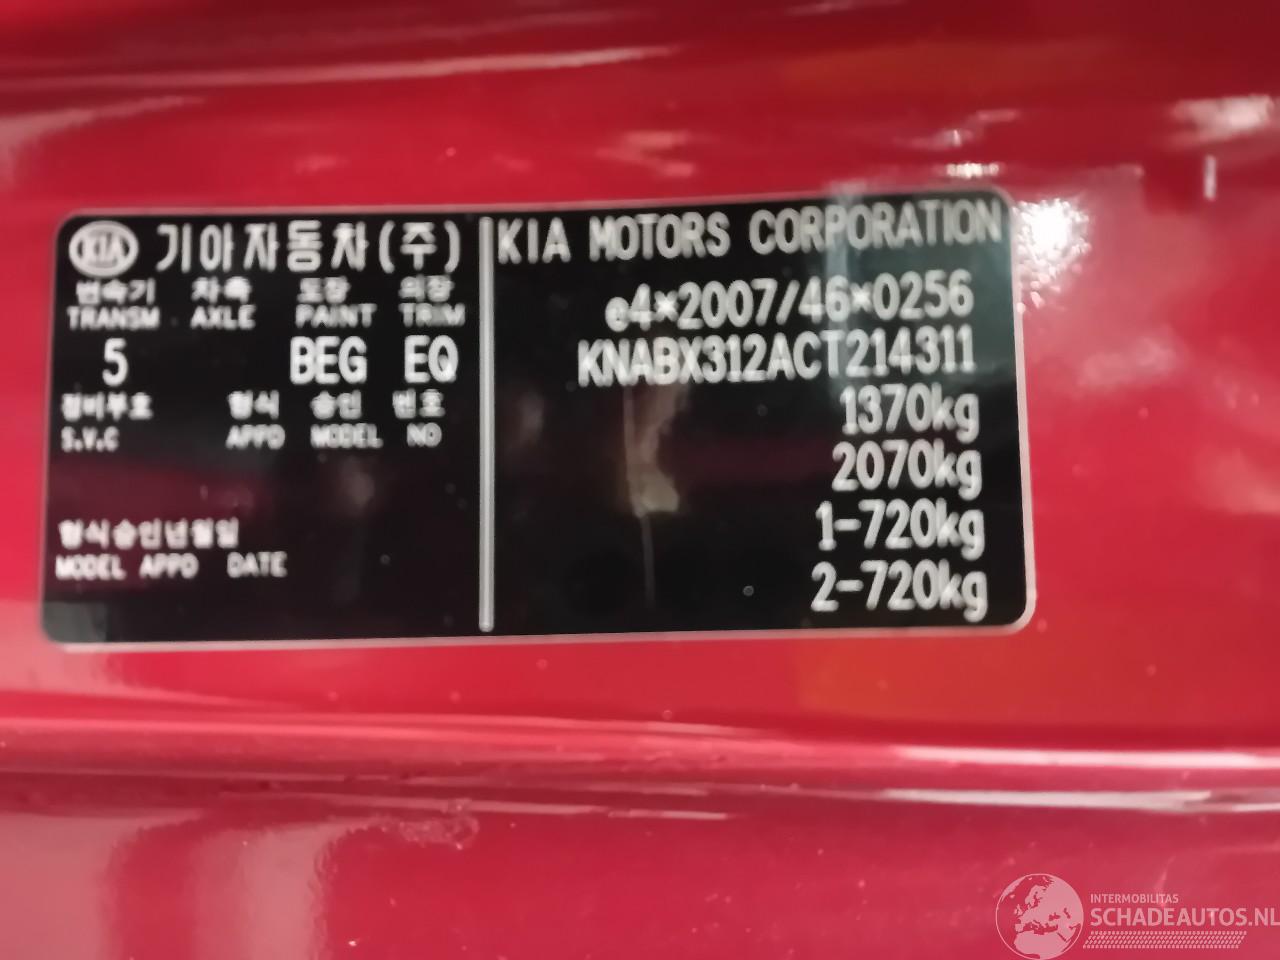 KIA 기아자동차(주)
변속기 차축 도장 의장
TRANSM AXLE PAINT TRIM
5 BEG EQ
정비부호 형식 승인 번호
S.V.C APPD MODEL NO
형식승인년월일
MODEL APPD DATE
KIA MOTORS CORPORATION
e4×2007/46×0256
KNABX312ACT214311
1370kg
2070kg
1-720kg
2-720kg
INTERMOBILITAS
SCHADEAUTOS.NL